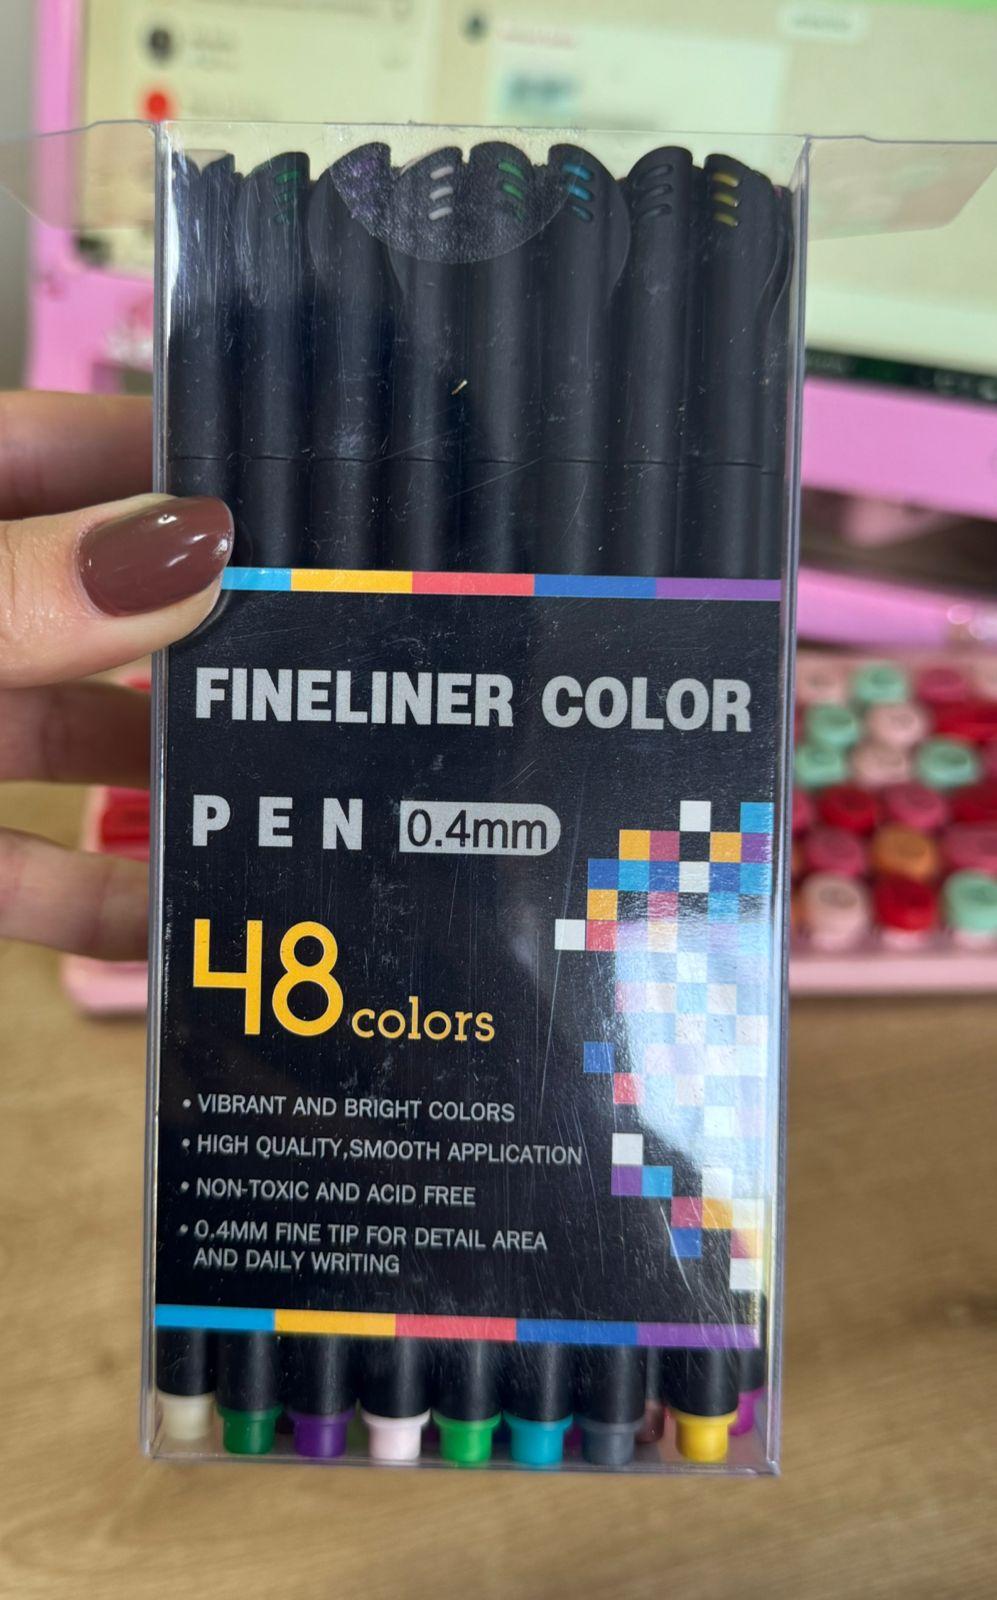 FINELINER COLOR
PEN 0.4mm
48 colors
• VIBRANT AND BRIGHT COLORS
• HIGH QUALITY,SMOOTH APPLICATION
• NON-TOXIC AND ACID FREE
• 0.4MM FINE TIP FOR DETAIL AREA
AND DAILY WRITING